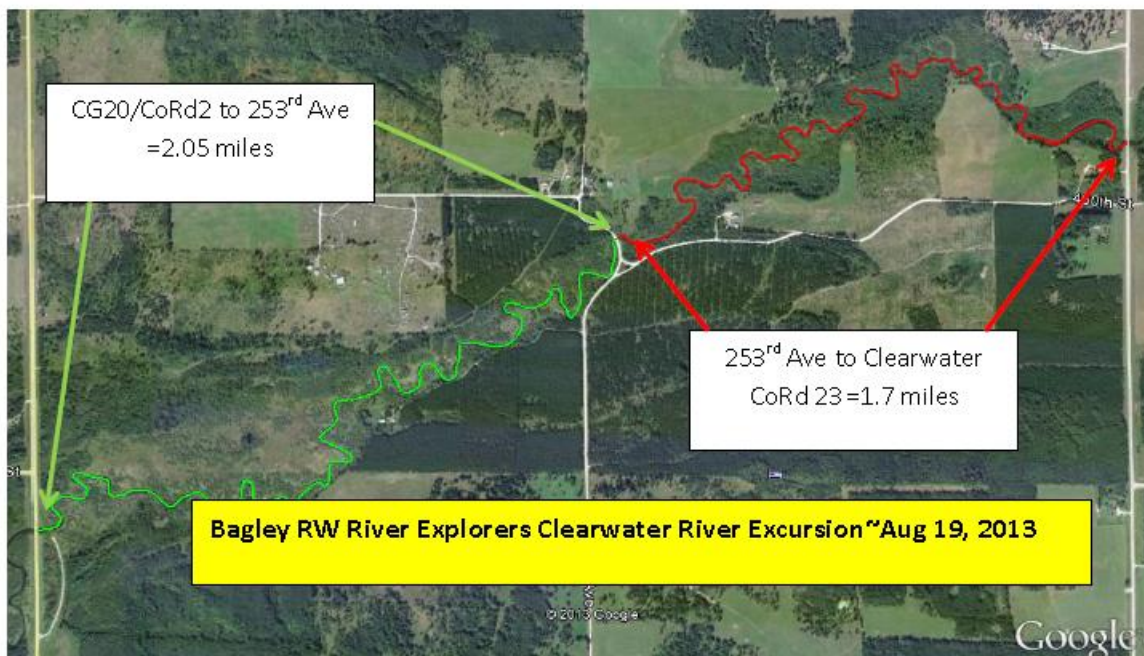 CG20/CoRd2 to 253rd Ave
=2.05 miles
400th St
253rd Ave to Clearwater
CoRd 23 =1.7 miles
St
Bagley RW River Explorers Clearwater River Excursion~Aug 19, 2013
© 2013 Google
Google